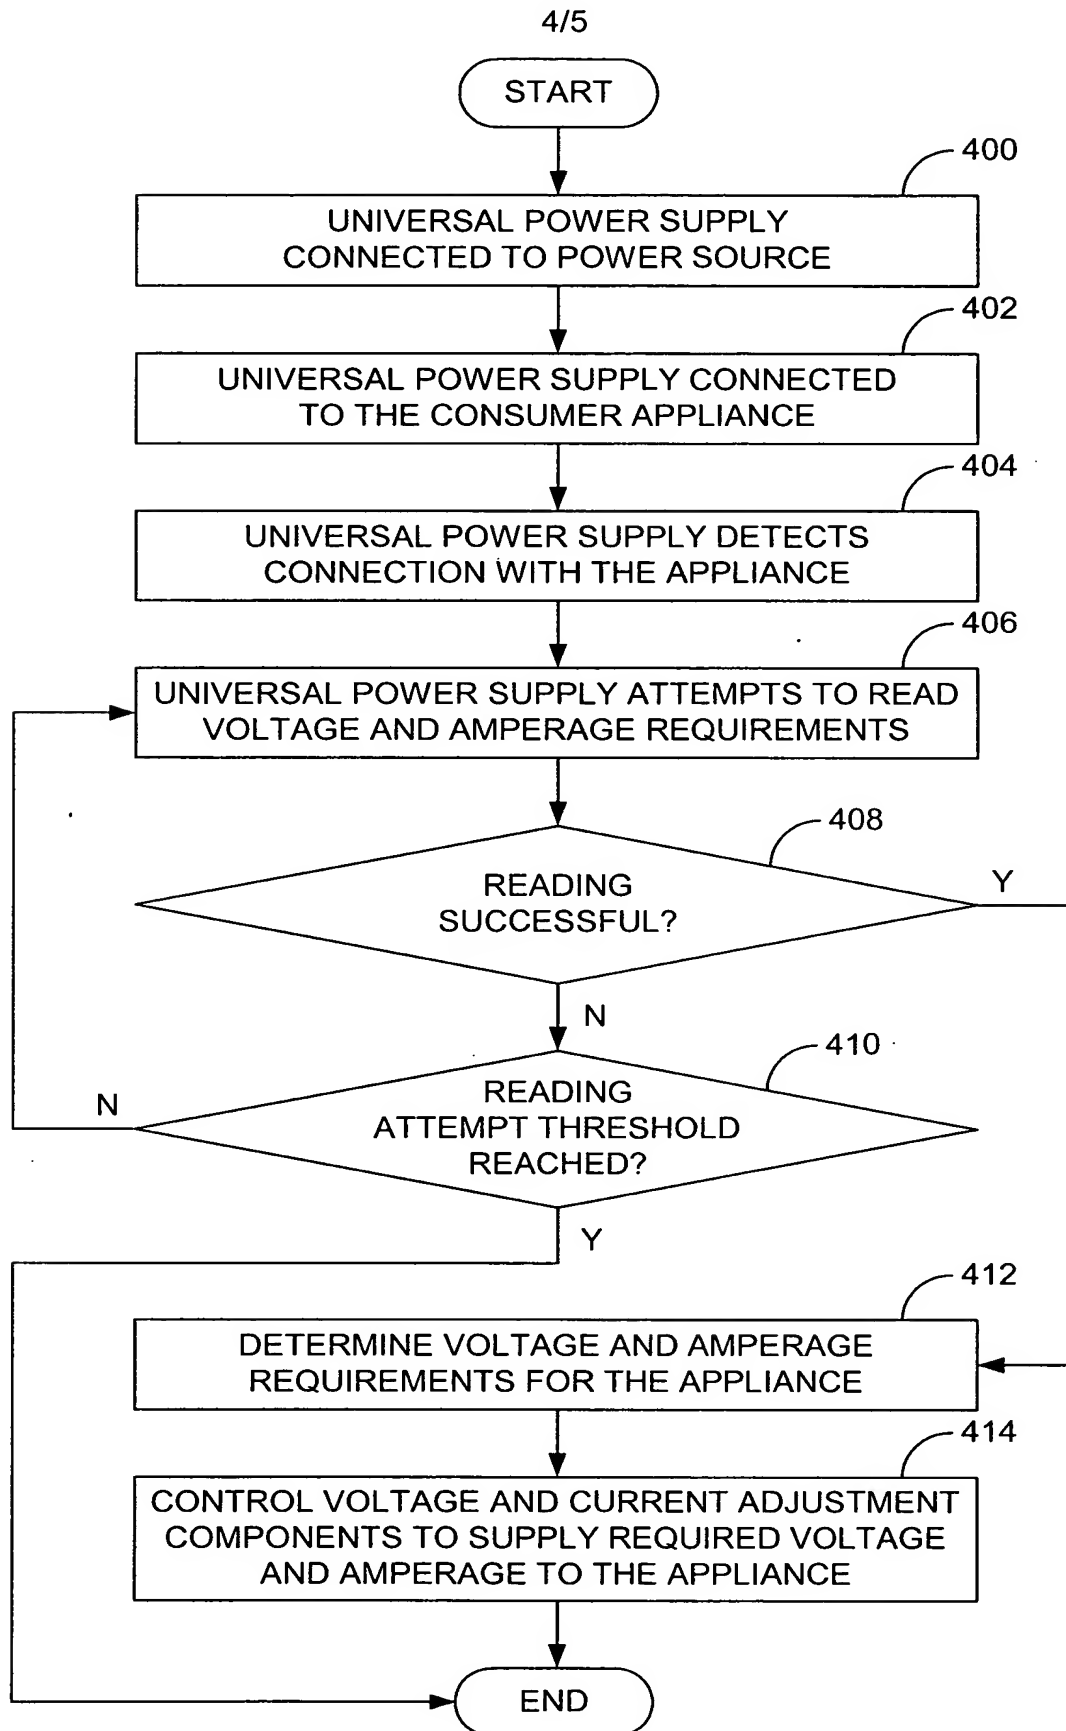 4/5
START
400
UNIVERSAL POWER SUPPLY
CONNECTED TO POWER SOURCE
402
UNIVERSAL POWER SUPPLY CONNECTED
TO THE CONSUMER APPLIANCE
404
UNIVERSAL POWER SUPPLY DETECTS
CONNECTION WITH THE APPLIANCE
406
UNIVERSAL POWER SUPPLY ATTEMPTS TO READ
VOLTAGE AND AMPERAGE REQUIREMENTS
408
READING
SUCCESSFUL?
Y
N
410
READING
ATTEMPT THRESHOLD
REACHED?
N
Y
412
DETERMINE VOLTAGE AND AMPERAGE
REQUIREMENTS FOR THE APPLIANCE
414
CONTROL VOLTAGE AND CURRENT ADJUSTMENT
COMPONENTS TO SUPPLY REQUIRED VOLTAGE
AND AMPERAGE TO THE APPLIANCE
END